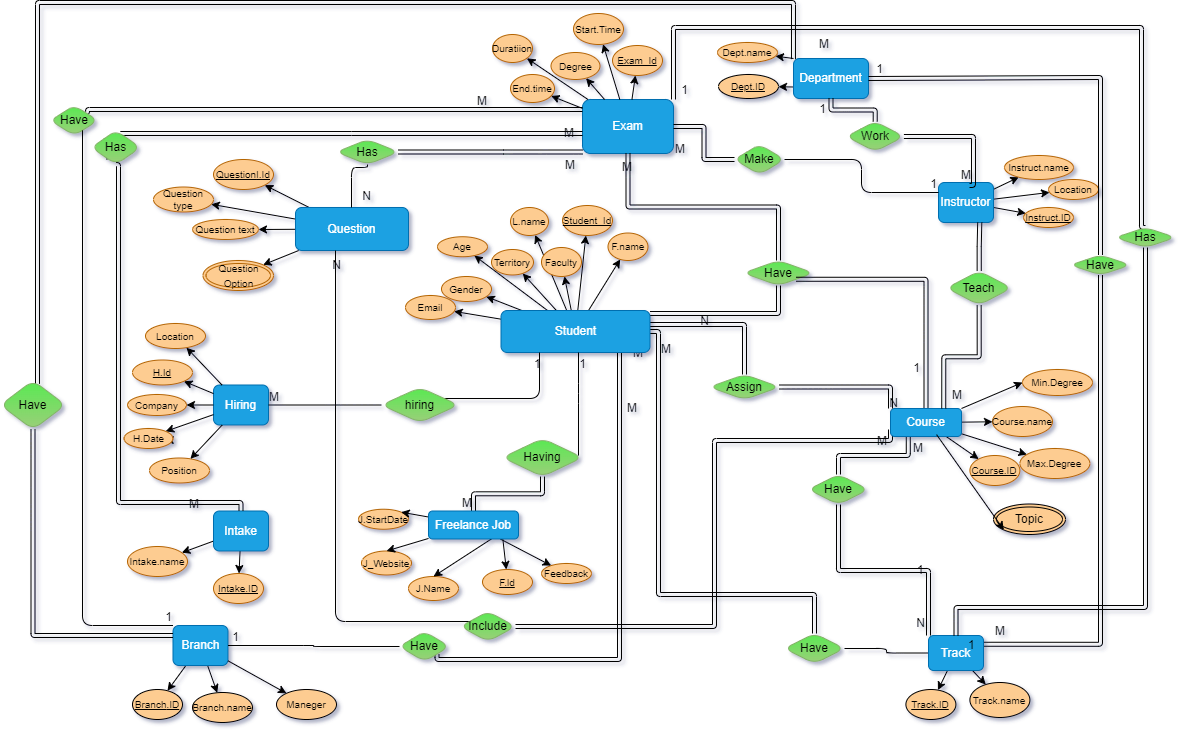 Start.Time
M
Duratiion
Dept.name
Exam_Id
Degree
1
Department
End.time
Dept.ID
1
M
1
Have
Exam
Work
M
Has
Has
M
Make
M
M
Instruct.name
QuestionI.Id
M
1
Location
Question
type
N
Instructor
Instruct.ID
L.name
Student_Id
Question text
Question
Has
F.name
Age
Territory
Faculty
N
Have
Have
Question
Option
Gender
Teach
Email
Student
N
Location
M
M
1
1
1
H.Id
Min.Degree
Assign
M
Have
Company
Hiring
M
hiring
M
N
Course
Course.name
H.Date
M
M
Having
Max.Degree
Position
Course.ID
Have
M
M
Topic
J.StartDate
Freelance Job
Intake
Intake.name
J_Website
1
Feedback
Intake.ID
J.Name
F.Id
1
N
Include
M
1
Branch
Have
Have
Track
1
Branch.ID
Branch.name
Maneger
Track.ID
Track.name